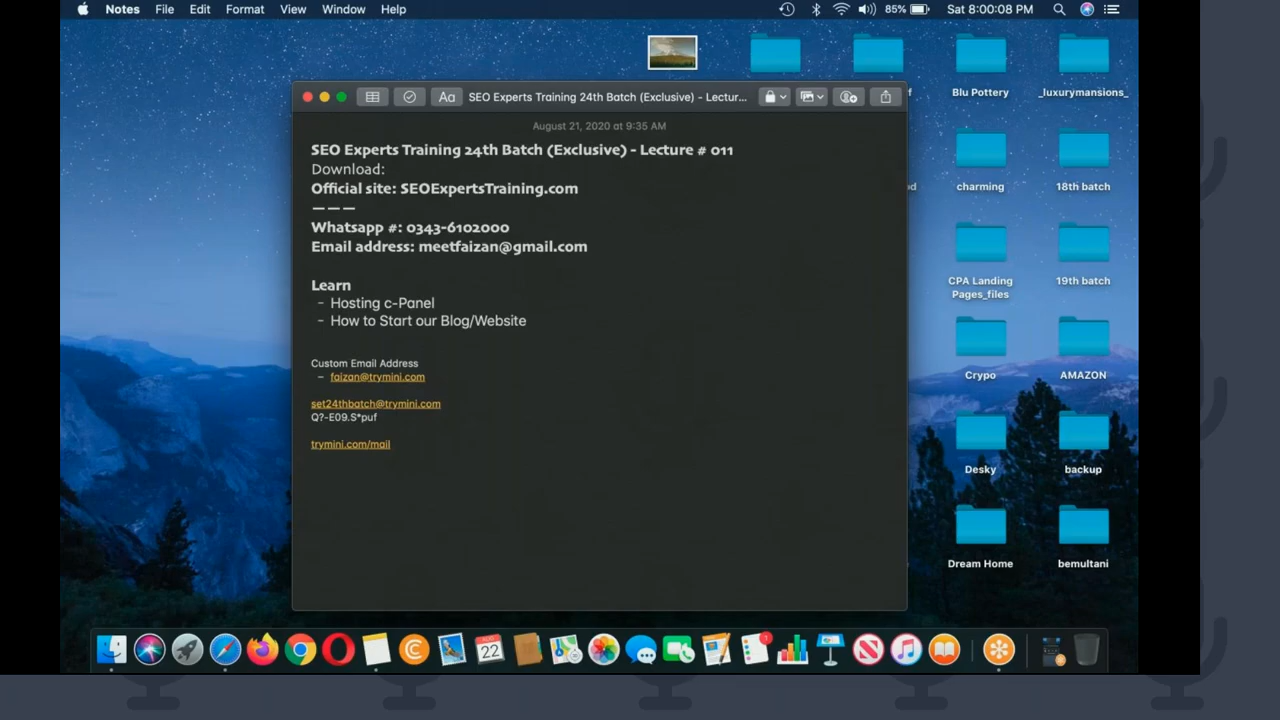 Notes File Edit Format View Window Help 85% Sat 8:00:08 PM
Aa SEO Experts Training 24th Batch (Exclusive) - Lectur...
August 21, 2020 at 9:35 AM
SEO Experts Training 24th Batch (Exclusive) - Lecture # 011
Download:
Official site: SEOExpertsTraining.com
———
Whatsapp #: 0343-6102000
Email address: meetfaizan@gmail.com
Learn
- Hosting c-Panel
- How to Start our Blog/Website
Custom Email Address
- faizan@trymini.com
set24thbatch@trymini.com
Q?-E09.S*puf
trymini.com/mail
Blu Pottery
_luxurymansions_
charming
18th batch
CPA Landing
Pages_files
19th batch
Crypo
AMAZON
Desky
backup
Dream Home
bemultani
AUG
22
1